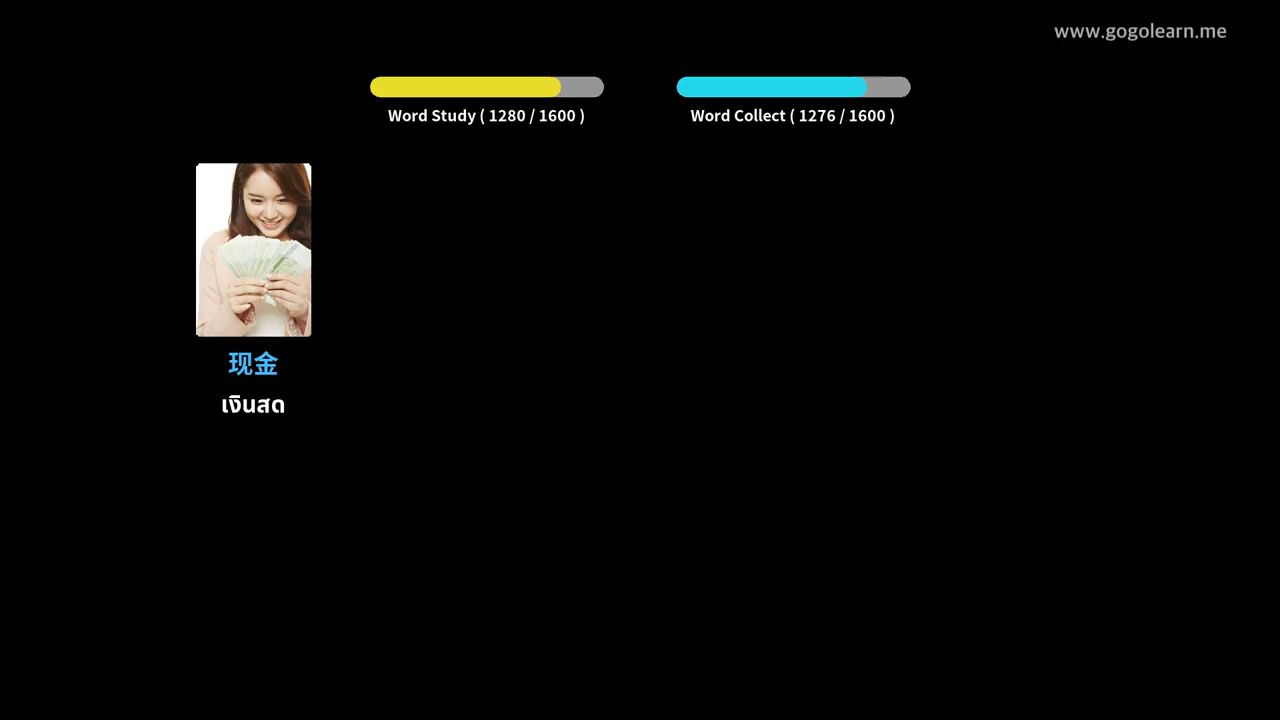 www.gogolearn.me
Word Study ( 1280 / 1600 )
Word Collect ( 1276 / 1600 )
现金
เงินสด